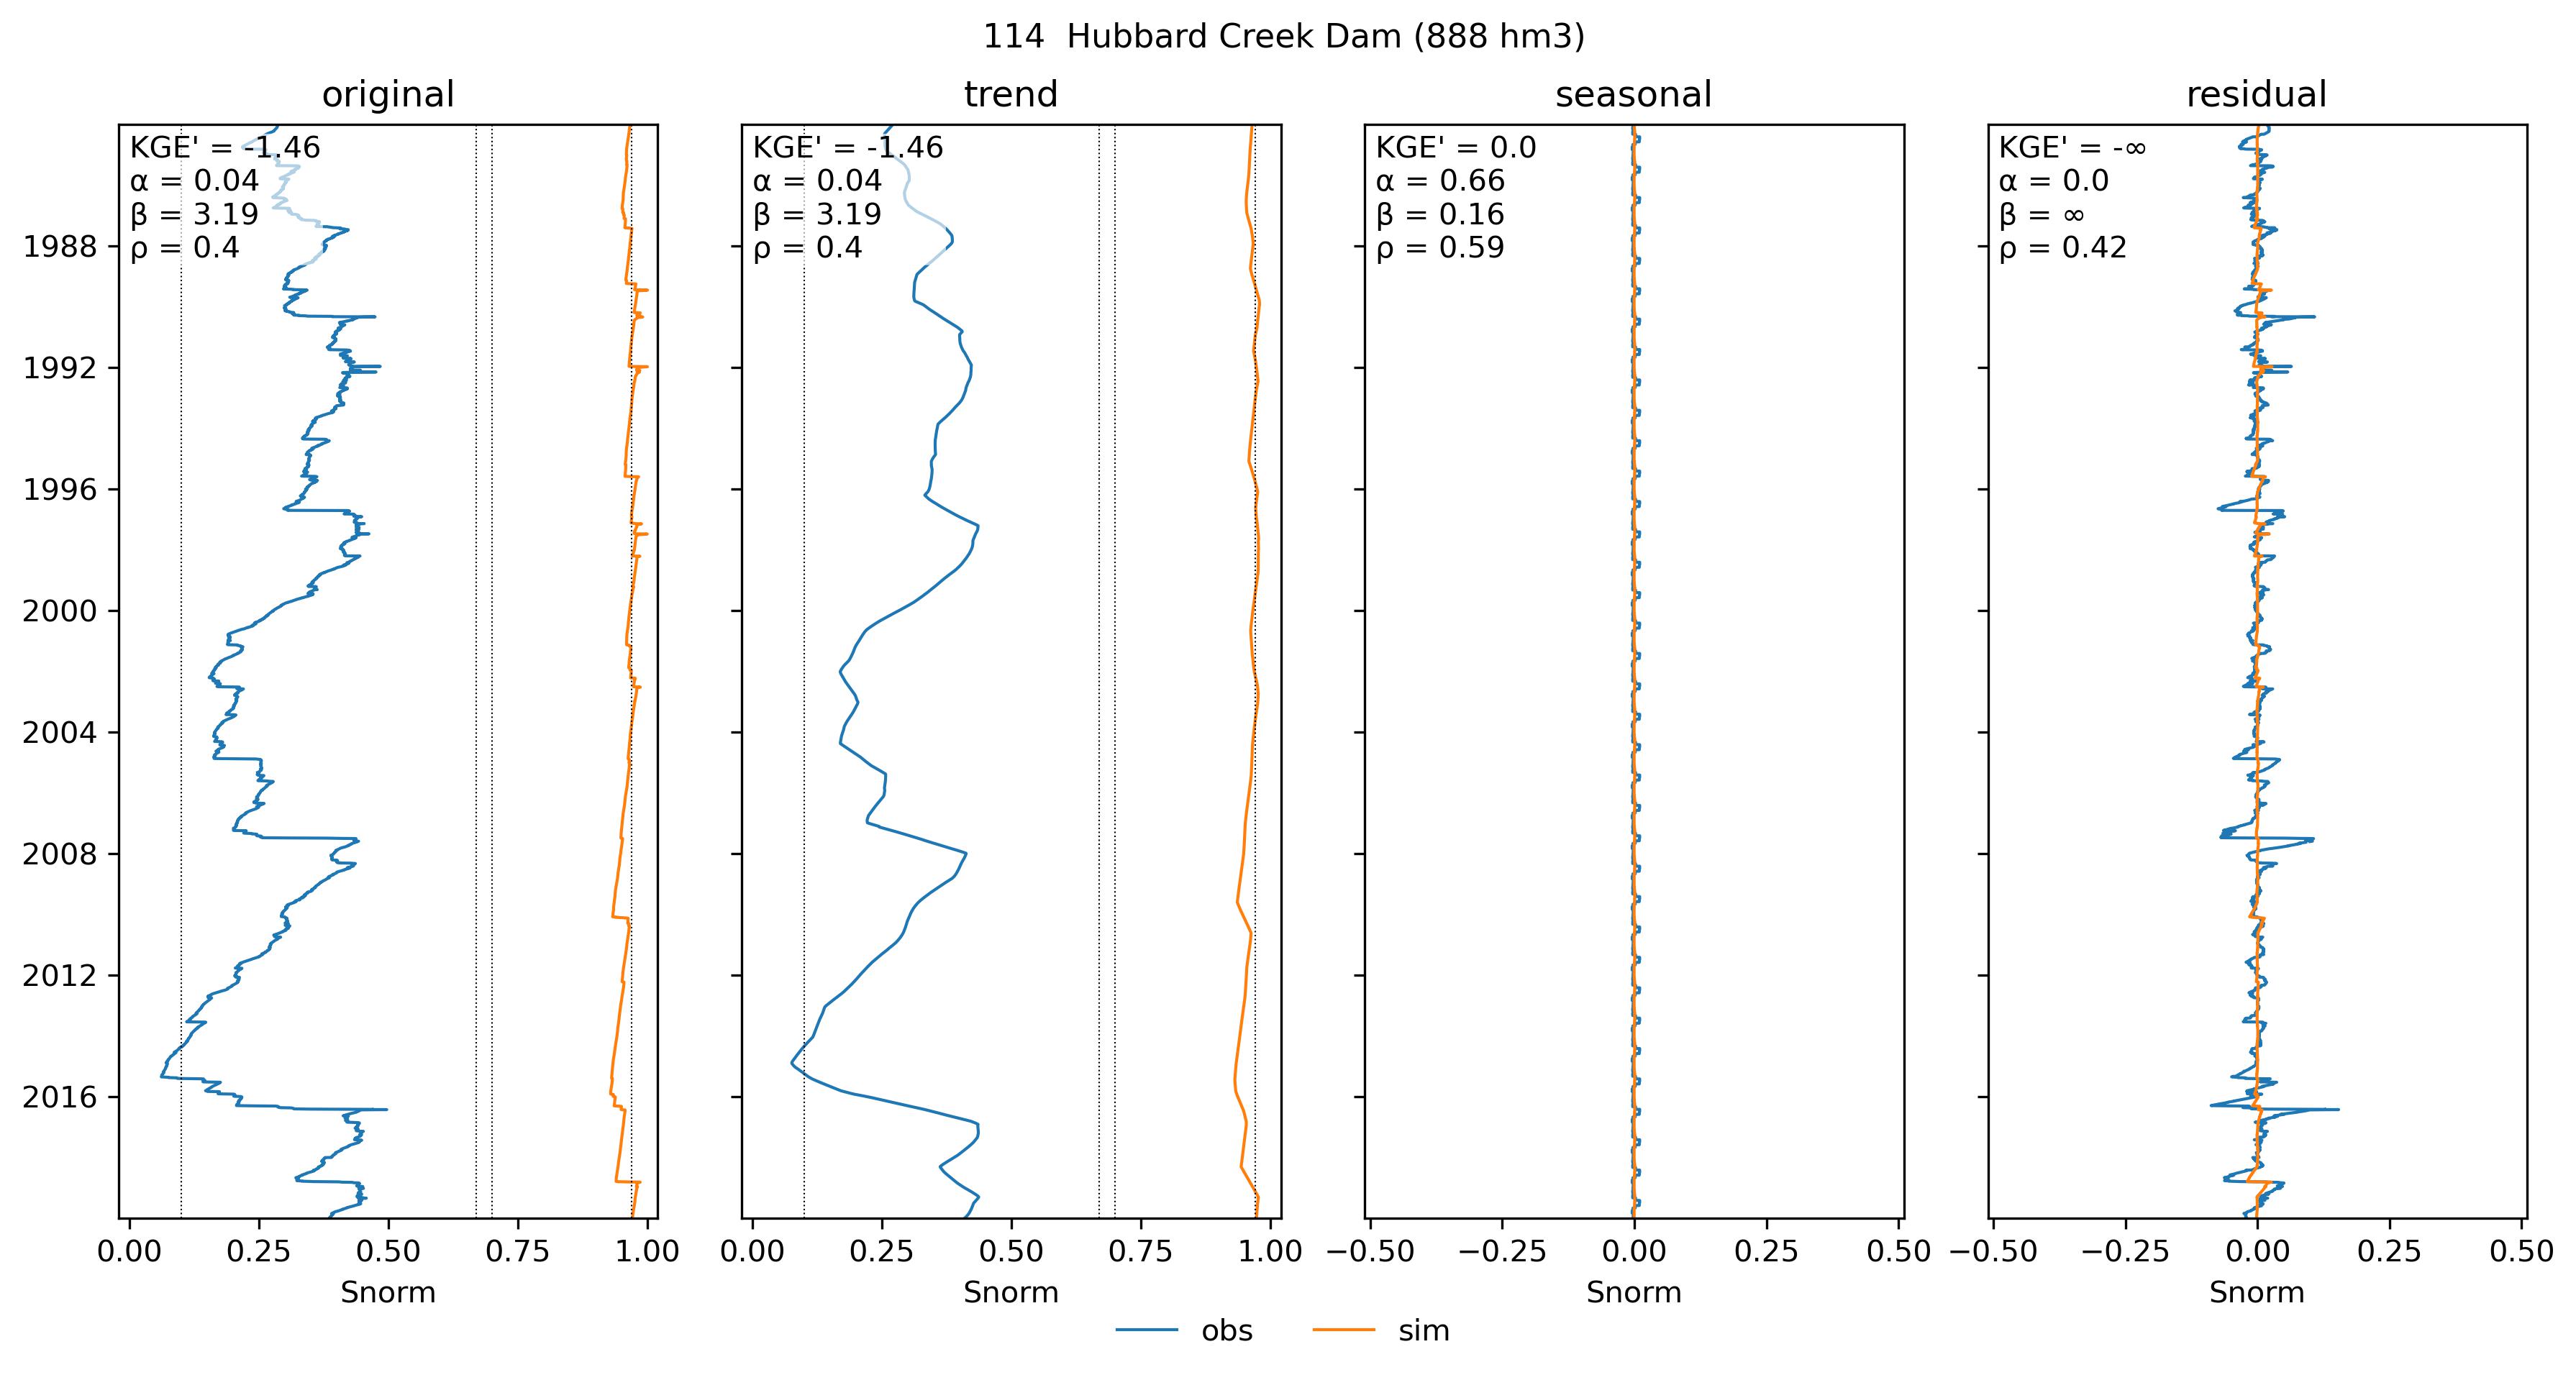 114  Hubbard Creek Dam (888 hm3)
original
trend
seasonal
residual
KGE' = -1.46
α = 0.04
β = 3.19
ρ = 0.4
KGE' = -1.46
α = 0.04
β = 3.19
ρ = 0.4
KGE' = 0.0
α = 0.66
β = 0.16
ρ = 0.59
KGE' = -∞
α = 0.0
β = ∞
ρ = 0.42
1988
1992
1996
2000
2004
2008
2012
2016
0.00 0.25 0.50 0.75 1.00
0.00 0.25 0.50 0.75 1.00
−0.50 −0.25 0.00 0.25 0.50
−0.50 −0.25 0.00 0.25 0.50
Snorm
Snorm
Snorm
Snorm
obs
sim